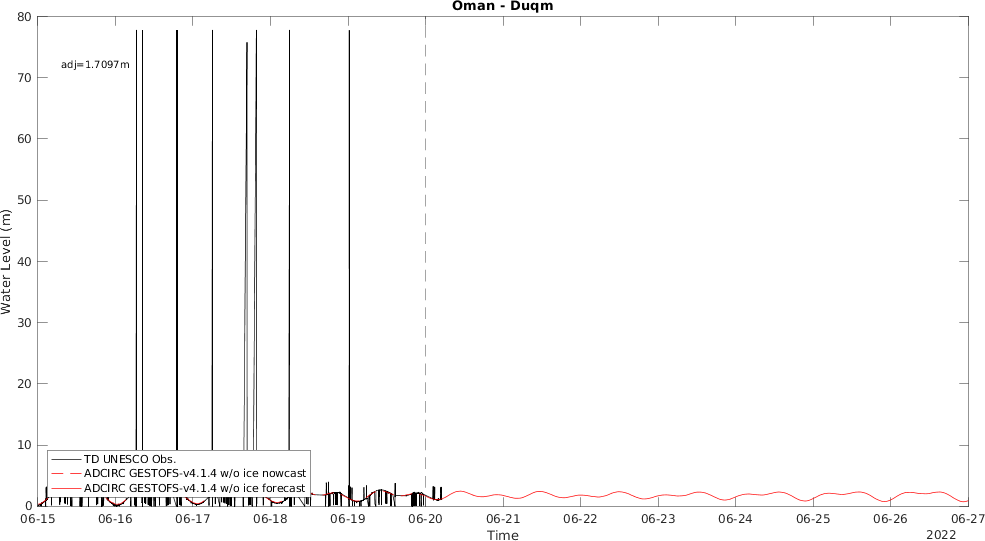 Oman - Duqm
80
70
60
50
40
30
20
10
0
Water Level (m)
adj=1.7097m
TD UNESCO Obs.
ADCIRC GESTOFS-v4.1.4 w/o ice nowcast
ADCIRC GESTOFS-v4.1.4 w/o ice forecast
06-15 06-16 06-17 06-18 06-19 06-20 06-21 06-22 06-23 06-24 06-25 06-26 06-27
Time
2022